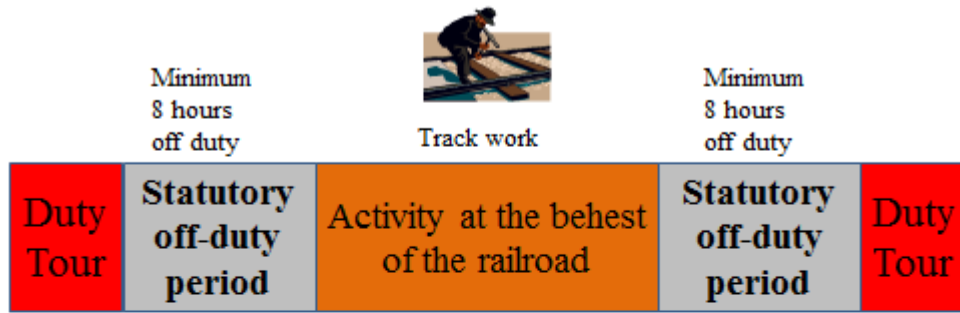 Minimum
8 hours
off duty
Track work
Minimum
8 hours
off duty
Duty
Tour
Statutory
off-duty
period
Activity at the behest
of the railroad
Statutory
off-duty
period
Duty
Tour